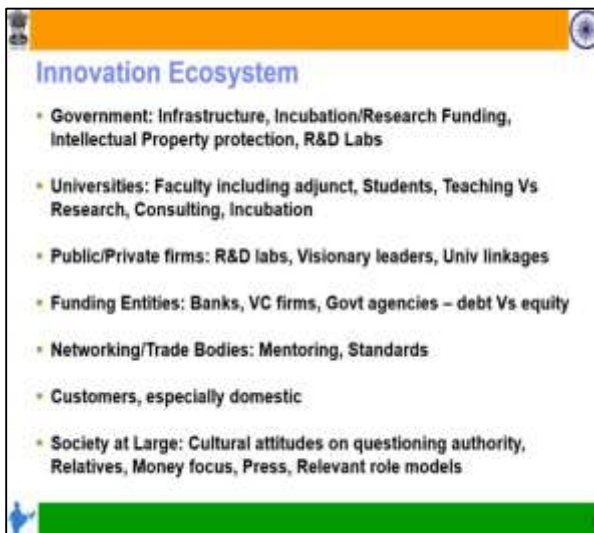 Innovation Ecosystem
• Government: Infrastructure, Incubation/Research Funding,
Intellectual Property protection, R&D Labs
• Universities: Faculty including adjunct, Students, Teaching Vs
Research, Consulting, Incubation
• Public/Private firms: R&D labs, Visionary leaders, Univ linkages
• Funding Entities: Banks, VC firms, Govt agencies – debt Vs equity
• Networking/Trade Bodies: Mentoring, Standards
• Customers, especially domestic
• Society at Large: Cultural attitudes on questioning authority,
Relatives, Money focus, Press, Relevant role models